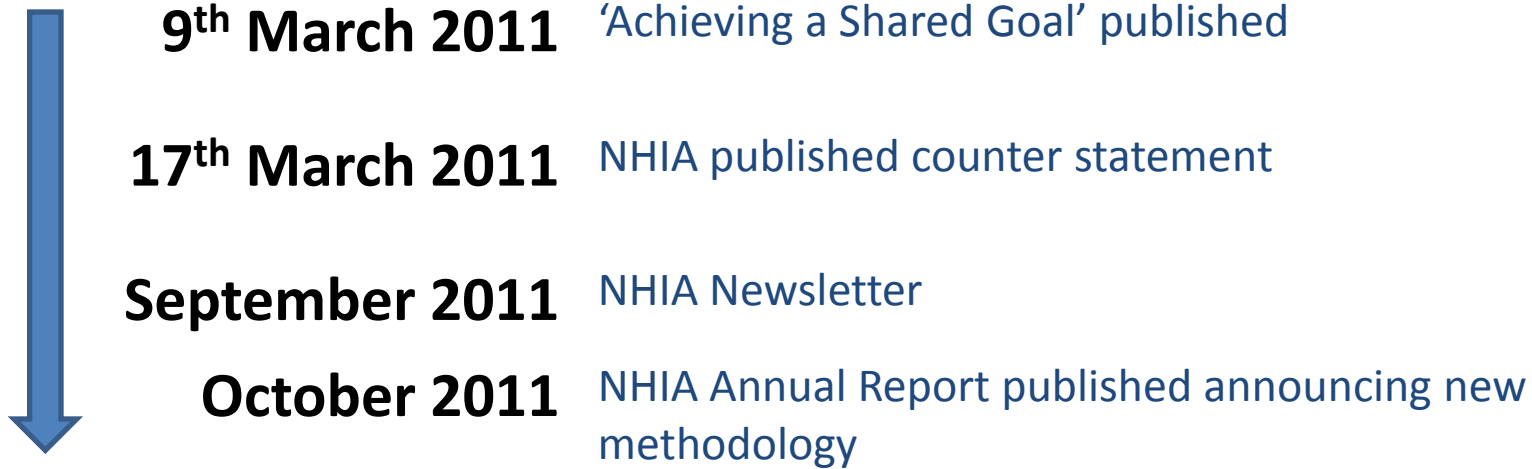 9th March 2011 ‘Achieving a Shared Goal’ published
17th March 2011 NHIA published counter statement
September 2011 NHIA Newsletter
October 2011 NHIA Annual Report published announcing new
methodology